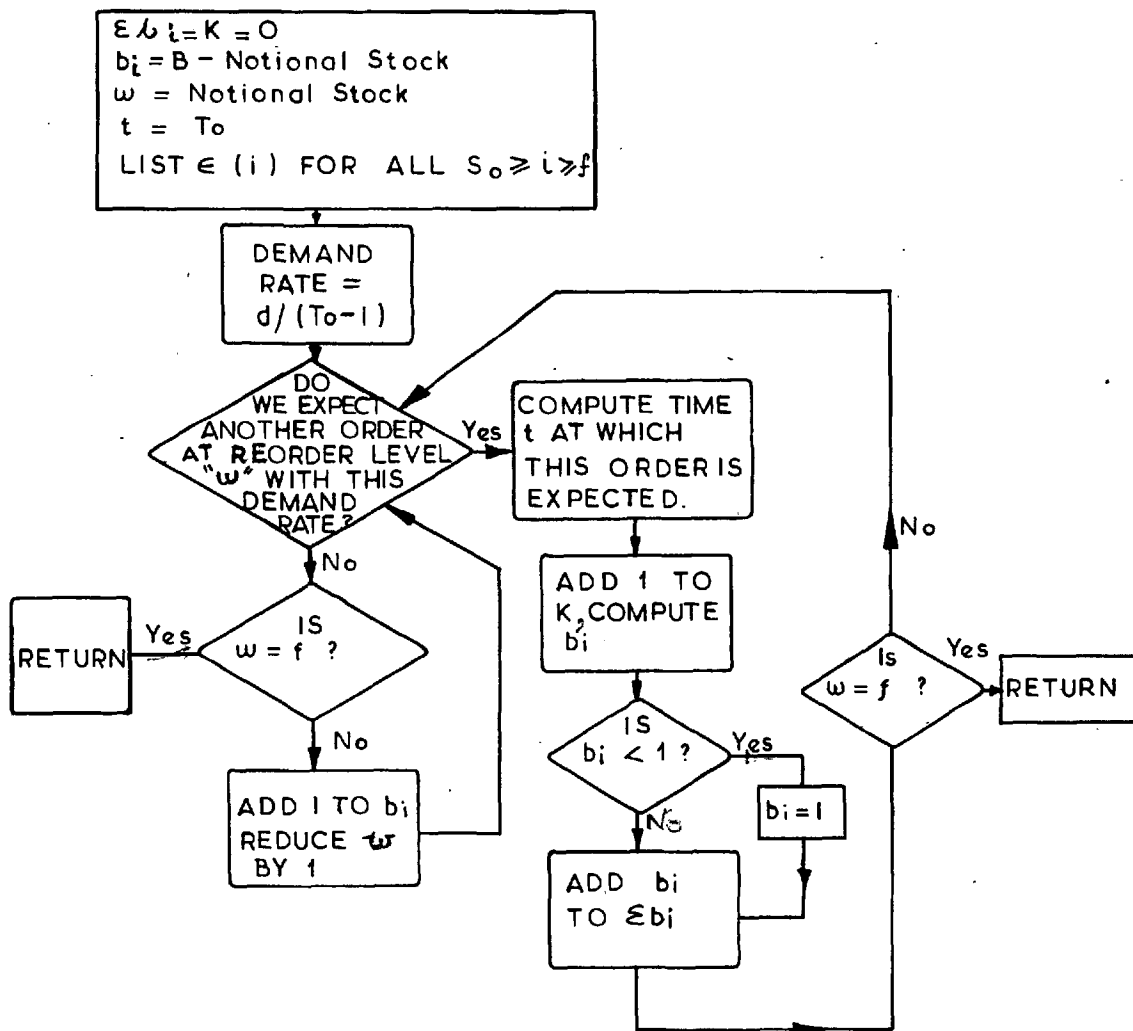 Σbi=K=0
bi=B-Notional Stock
ω = Notional Stock
t = To
LIST ∈ (i) FOR ALL So ≥ i ≥ f
DEMAND
RATE =
d/(To-1)
DO
WE EXPECT
ANOTHER ORDER
AT REORDER LEVEL
"ω" WITH THIS
DEMAND
RATE?
Yes
COMPUTE TIME
t AT WHICH
THIS ORDER IS
EXPECTED.
No
IS
ω = f ?
Yes
RETURN
No
ADD 1 TO bi
REDUCE ω
BY 1
ADD 1 TO
K, COMPUTE
bi
IS
bi < 1 ?
Yes
bi = 1
No
ADD bi
TO Σbi
No
Is
ω = f ?
Yes
RETURN